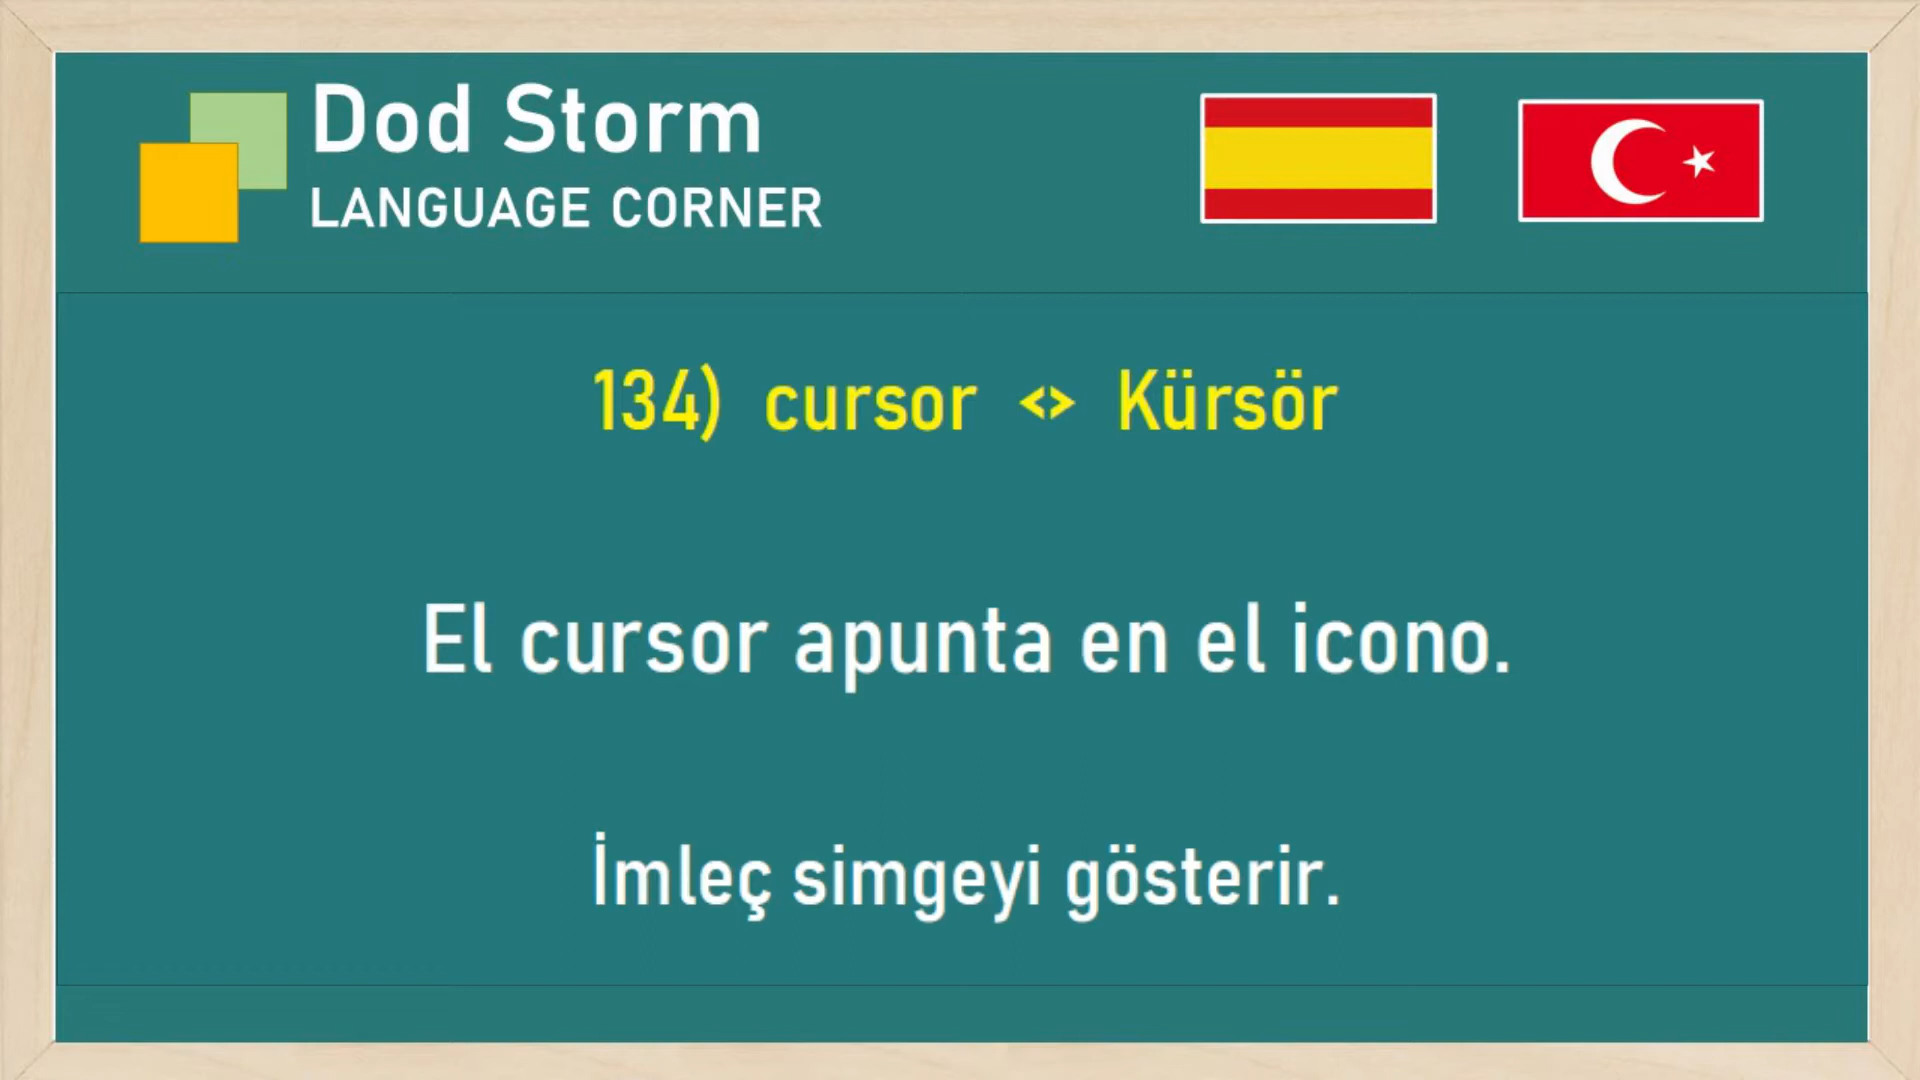 Dod Storm
LANGUAGE CORNER
134) cursor <> Kürsör
El cursor apunta en el icono.
İmleç simgeyi gösterir.